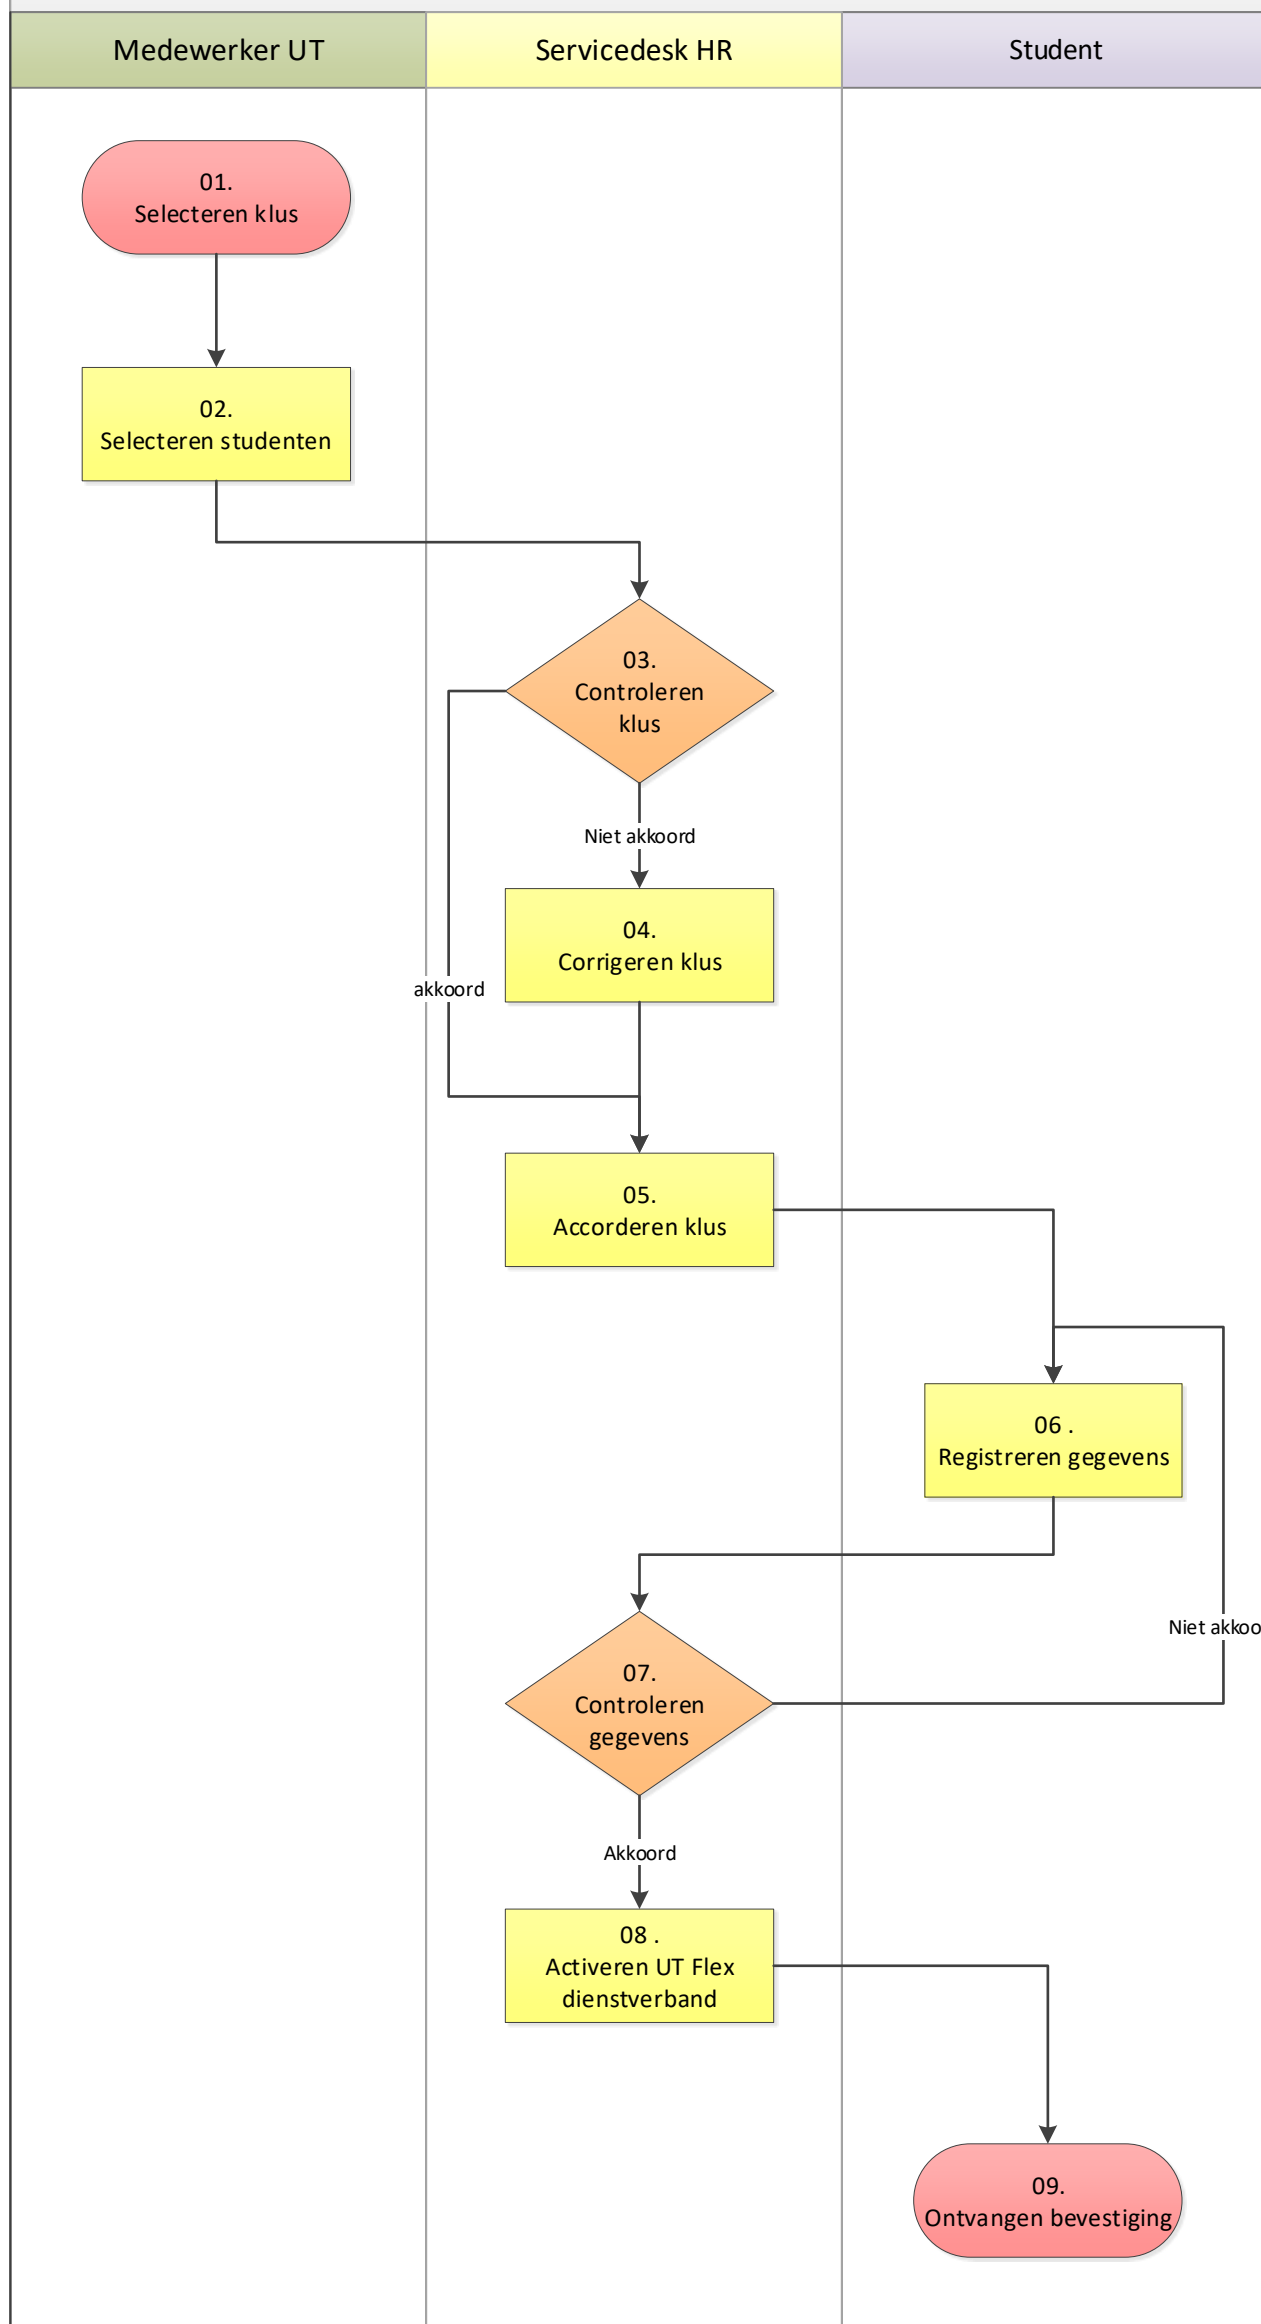 Medewerker UT
Servicedesk HR
Student
01.
Selecteren klus
02.
Selecteren studenten
03.
Controleren
klus
Niet akkoord
04.
Corrigeren klus
akkoord
05.
Accorderen klus
06 .
Registreren gegevens
Niet akkoo
07.
Controleren
gegevens
Akkoord
08 .
Activeren UT Flex
dienstverband
09.
Ontvangen bevestiging